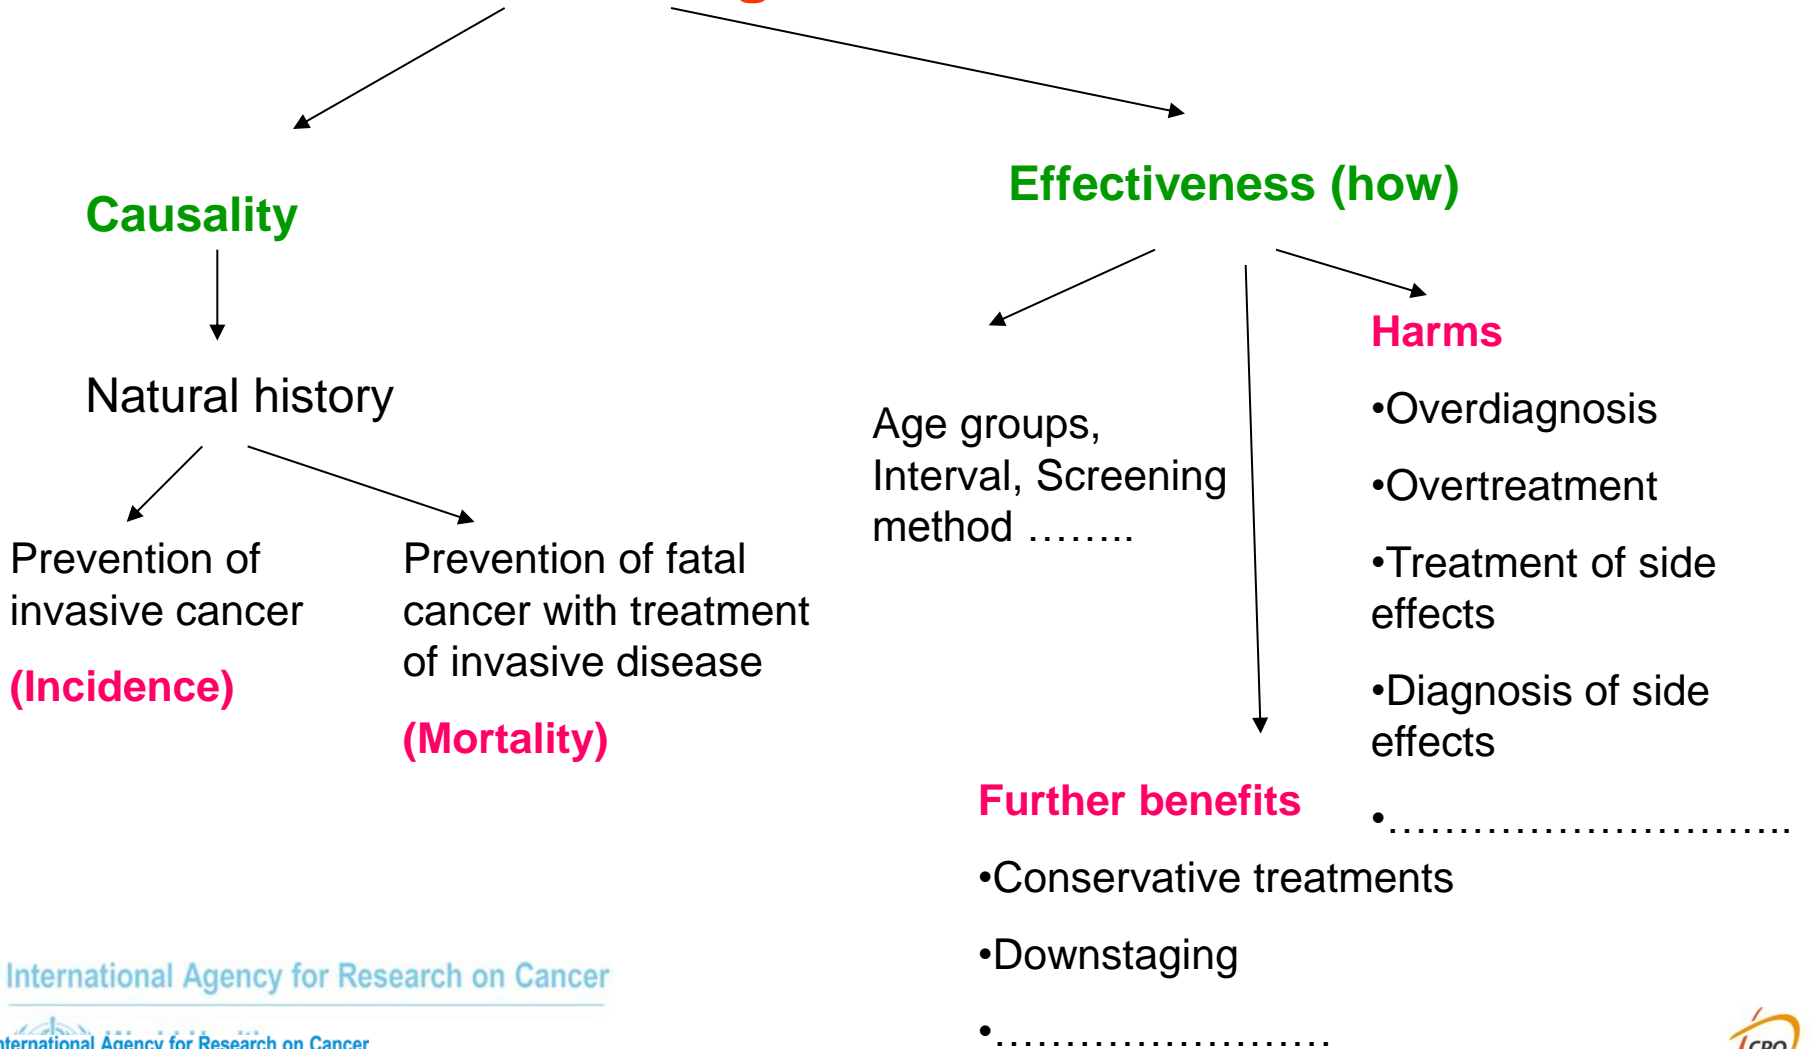 Causality
Natural history
Prevention of
invasive cancer
(Incidence)
Prevention of fatal
cancer with treatment
of invasive disease
(Mortality)
Effectiveness (how)
Age groups,
Interval, Screening
method ……..
Harms
•Overdiagnosis
•Overtreatment
•Treatment of side
effects
•Diagnosis of side
effects
•………………………..
Further benefits
•Conservative treatments
•Downstaging
•……………………
International Agency for Research on Cancer
International Agency for Research on Cancer
CPO